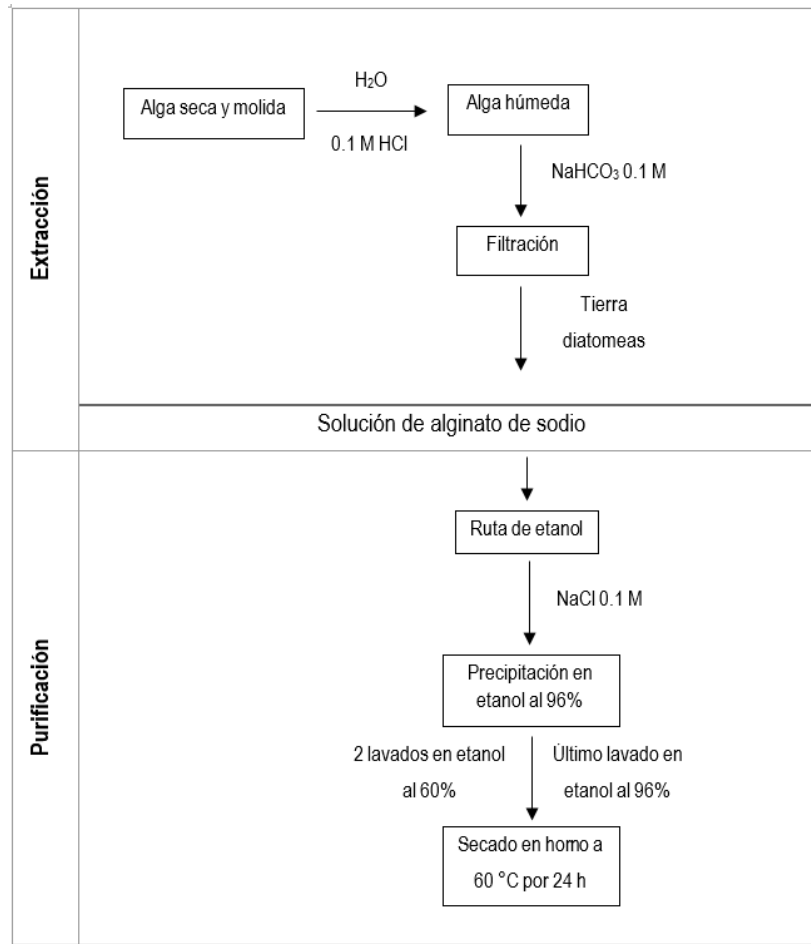 Extracción
Alga seca y molida
H₂O
0.1 M HCl
Alga húmeda
NaHCO₃ 0.1 M
Filtración
Tierra
diatomeas
Solución de alginato de sodio
Purificación
Ruta de etanol
NaCl 0.1 M
Precipitación en
etanol al 96%
2 lavados en etanol
al 60%
Último lavado en
etanol al 96%
Secado en horno a
60 °C por 24 h